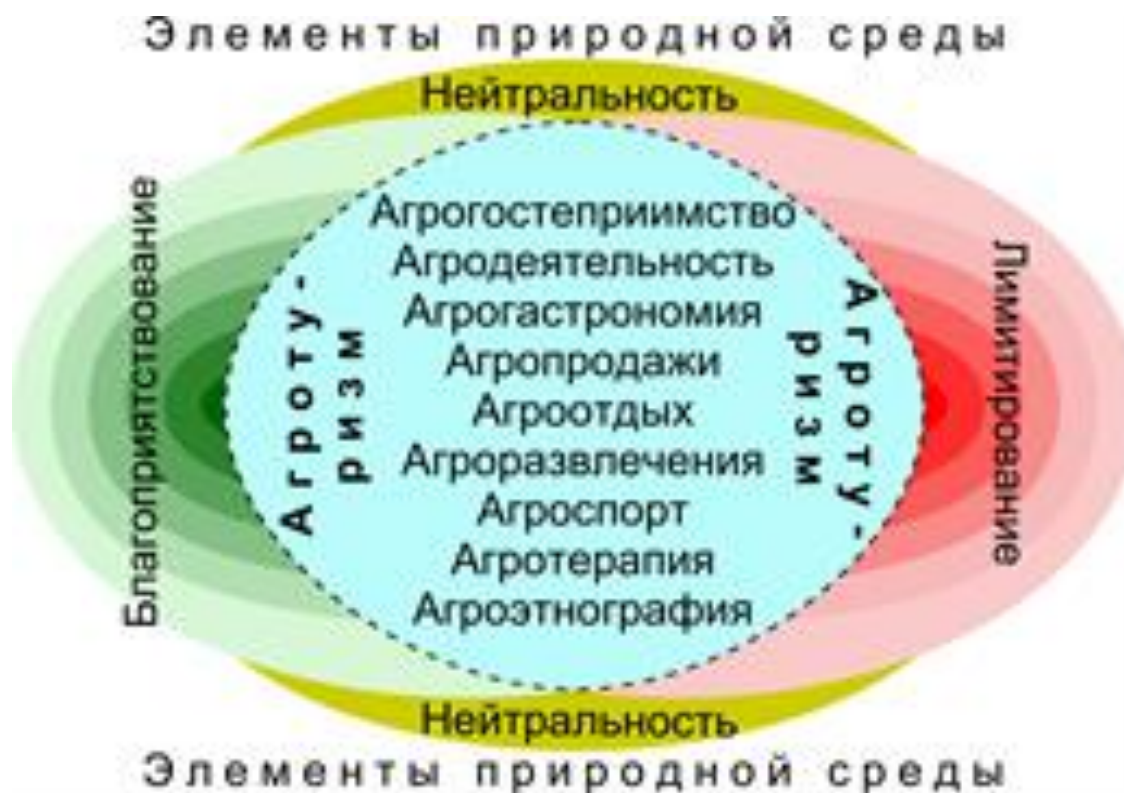 Элементы природной среды
Нейтральность
Благоприятствование
Агроту-
ризм
Агрогостеприимство
Агродеятельность
Агрогастрономия
Агропродажи
Агроотдых
Агроразвлечения
Агроспорт
Агротерапия
Агроэтнография
Агроту-
ризм
Лимитирование
Нейтральность
Элементы природной среды